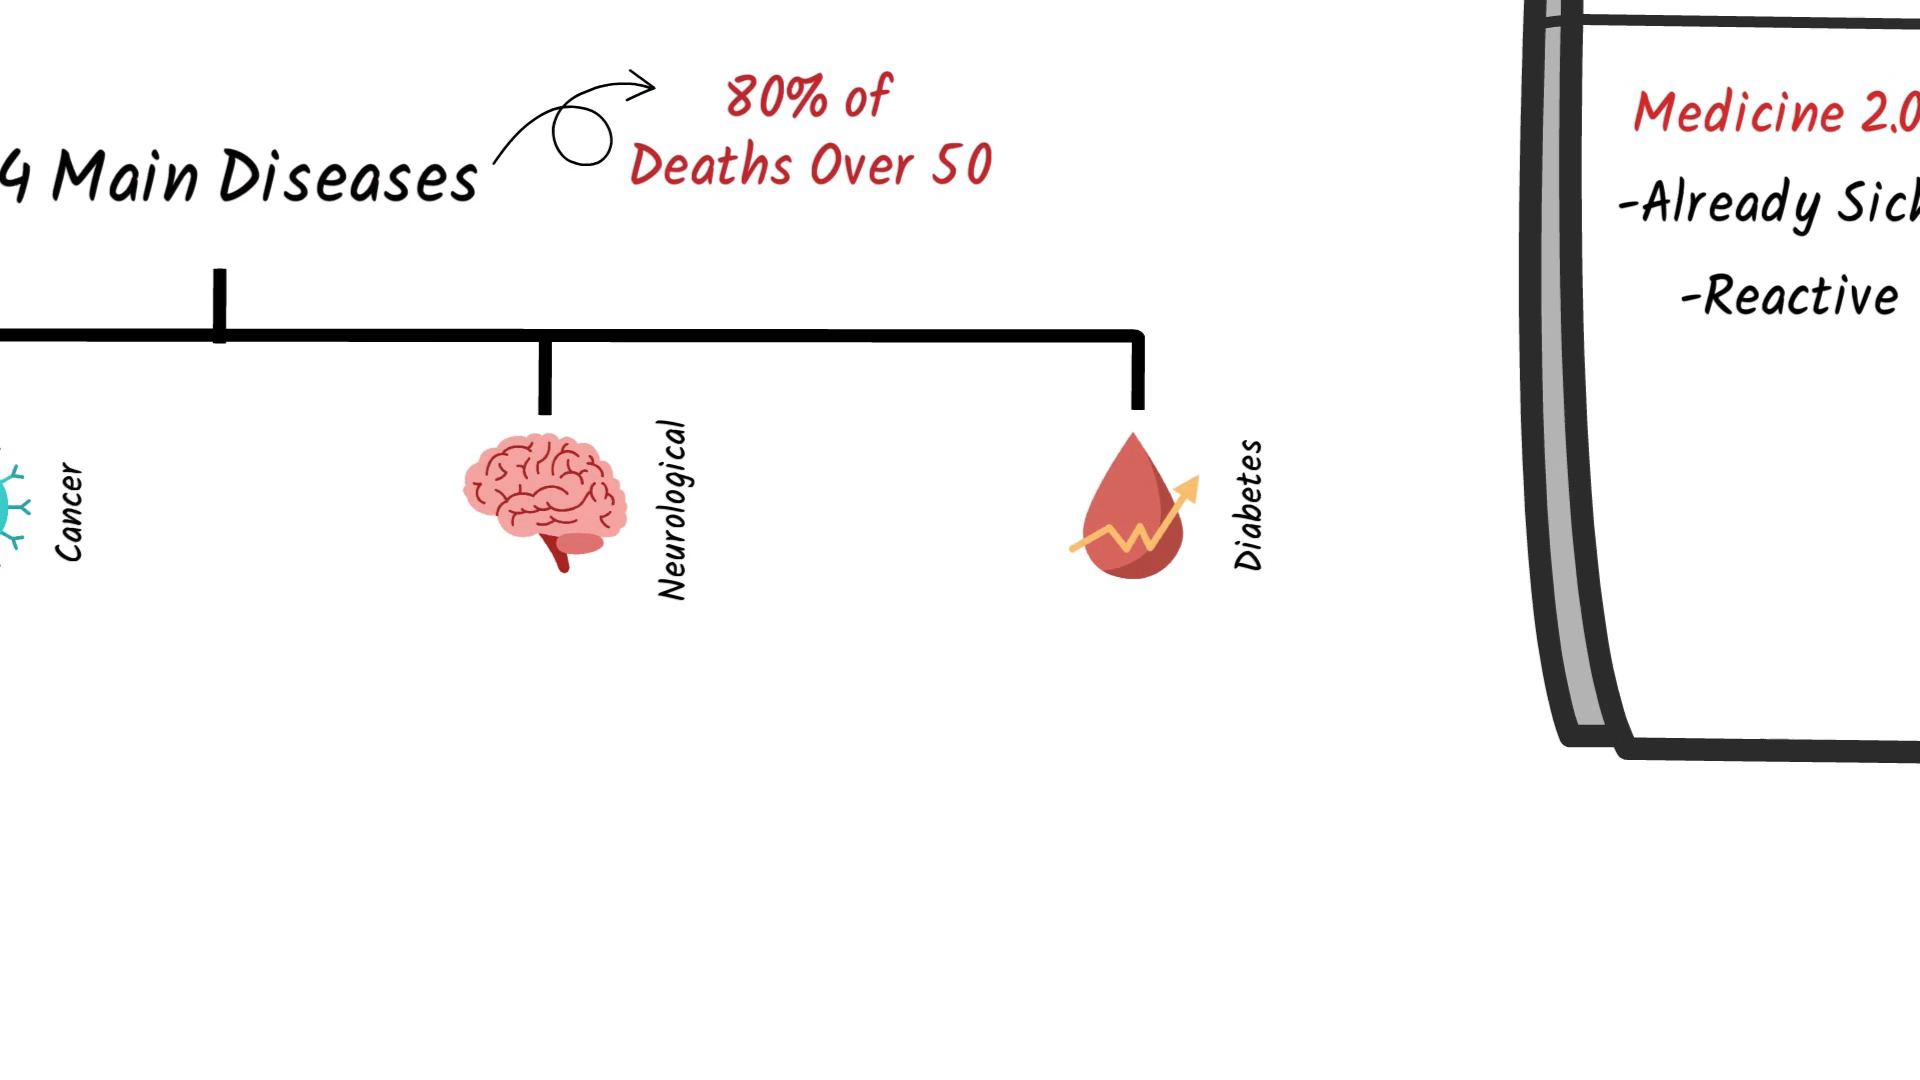 80% of
Deaths Over 50
4 Main Diseases
Cancer
Neurological
Diabetes
Medicine 2.0
-Already Sick
-Reactive